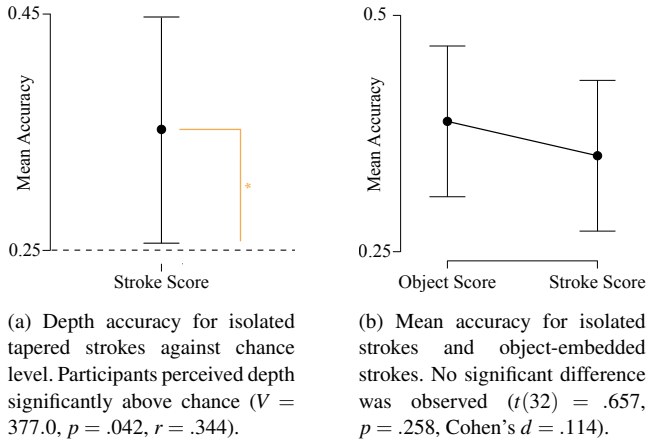 0.45
Mean Accuracy
*
0.25
Stroke Score
0.5
Mean Accuracy
0.25
Object Score Stroke Score
(a) Depth accuracy for isolated
tapered strokes against chance
level. Participants perceived depth
significantly above chance (V =
377.0, p = .042, r = .344).
(b) Mean accuracy for isolated
strokes and object-embedded
strokes. No significant difference
was observed (t(32) = .657,
p = .258, Cohen's d = .114).